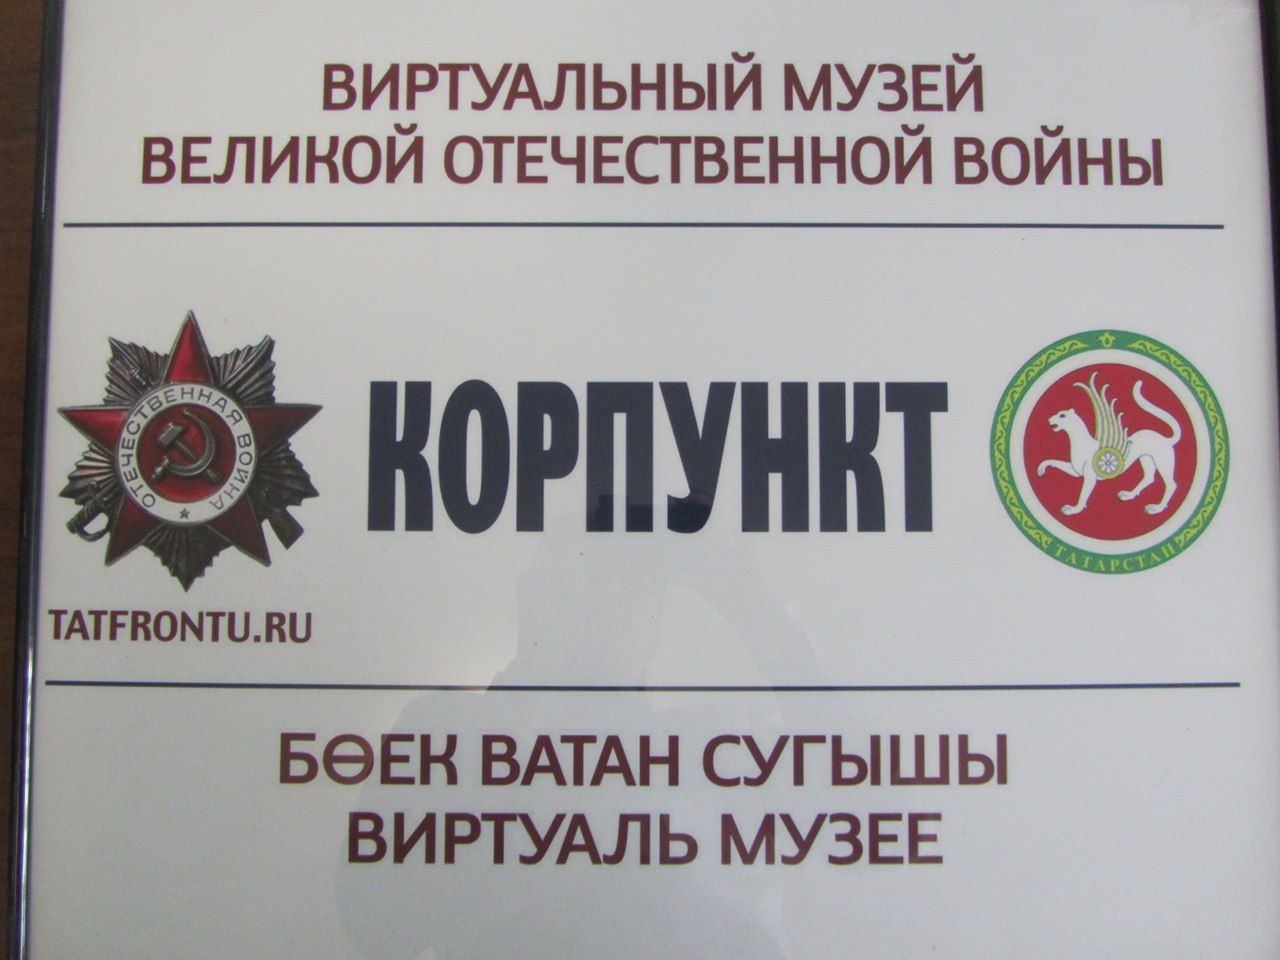 ВИРТУАЛЬНЫЙ МУЗЕЙ
ВЕЛИКОЙ ОТЕЧЕСТВЕННОЙ ВОЙНЫ
ОТЕЧЕСТВЕННАЯ ВОЙНА
КОРПУНКТ
ТАТАРСТАН
TATFRONTU.RU
БӨЕК ВАТАН СУГЫШЫ
ВИРТУАЛЬ МУЗЕЕ